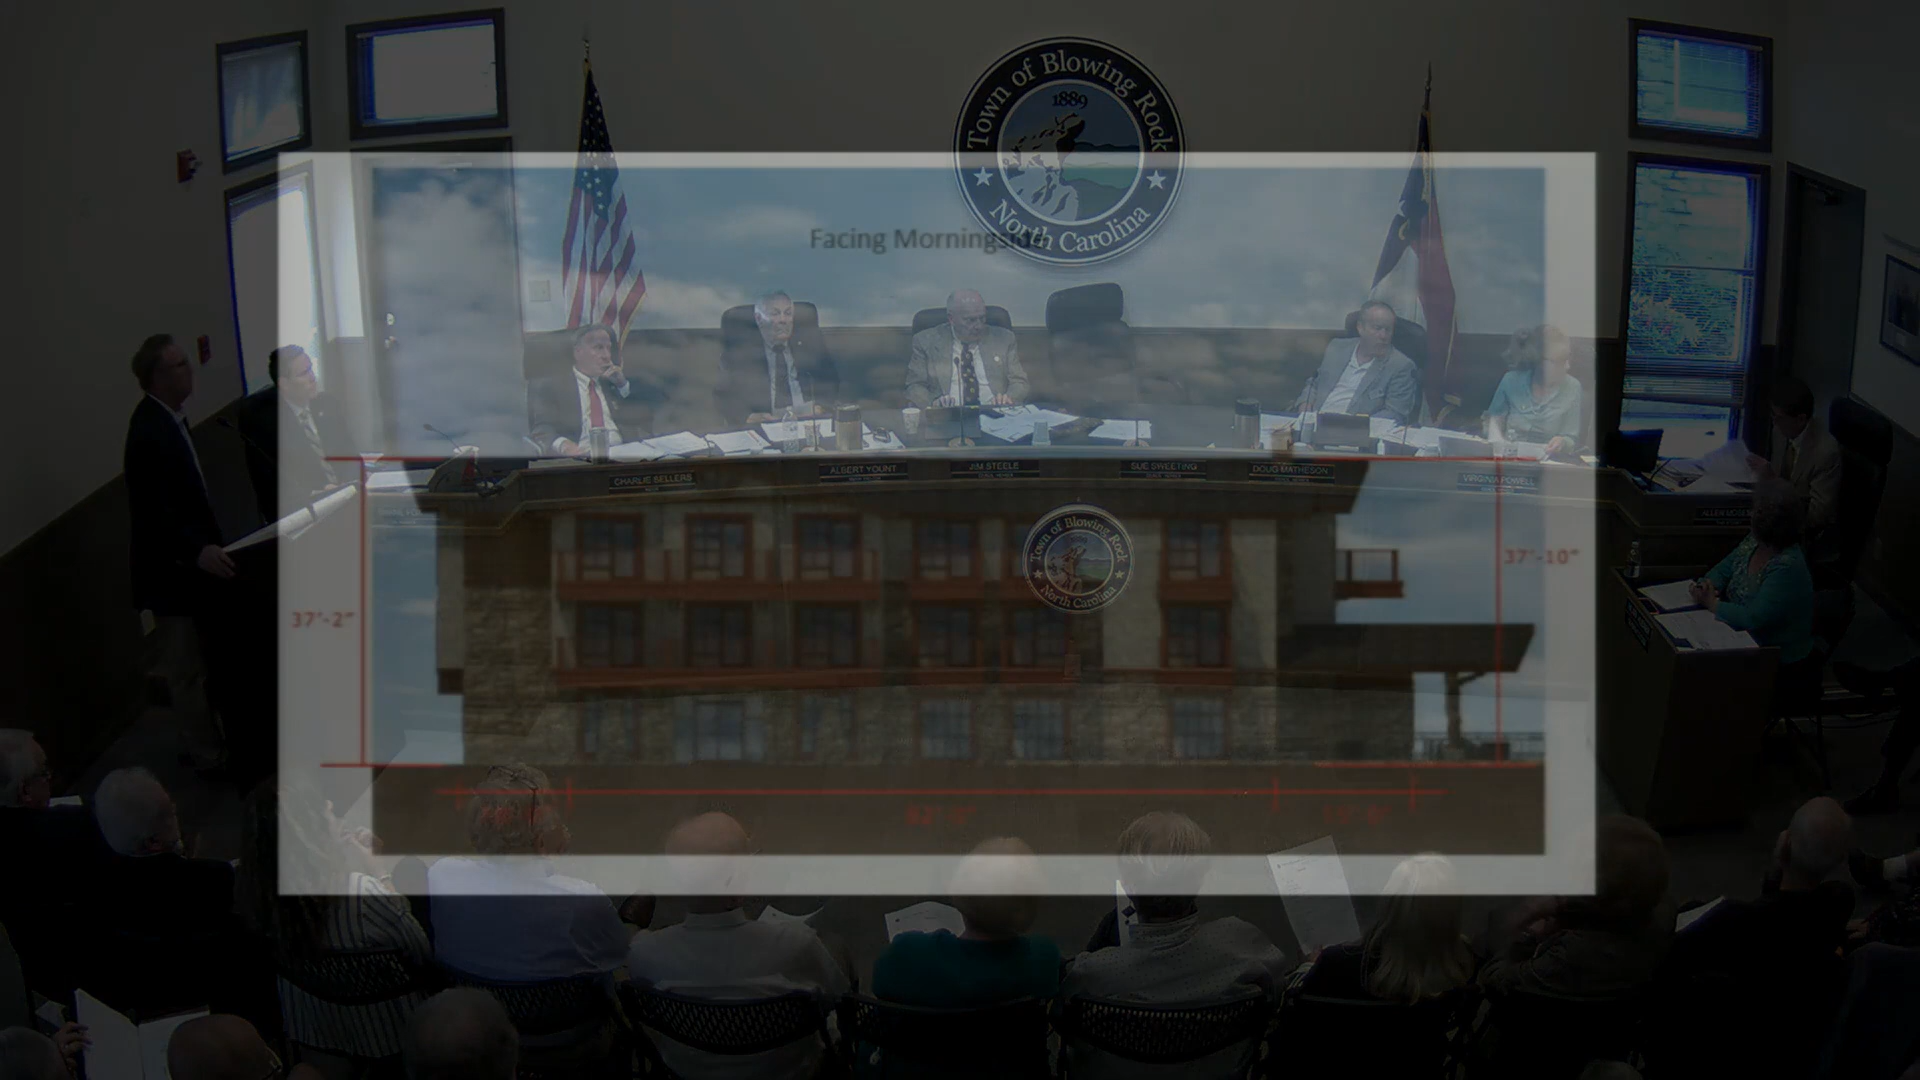 Town of Blowing Rock
1889
North Carolina
Facing Morningside
CHARLIE SELLERS
ALBERT YOUNT
JIM STEELE
SUE SWEETING
DOUG MATHESON
VIRGINIA POWELL
Town of Blowing Rock
North Carolina
37'-10"
37'-2"